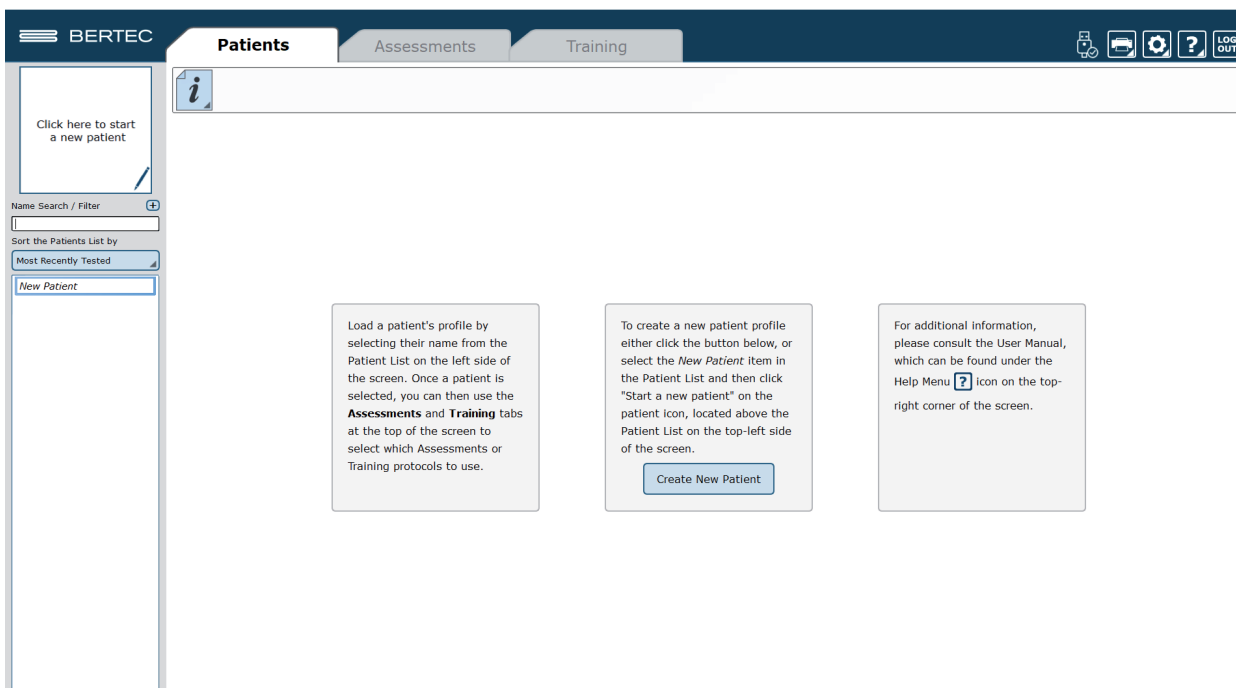 BERTEC
Patients
Assessments
Training
?
LOG
OUT
Click here to start
a new patient
i
Name Search / Filter
Sort the Patients List by
Most Recently Tested
New Patient
Load a patient's profile by
selecting their name from the
Patient List on the left side of
the screen. Once a patient is
selected, you can then use the
Assessments and Training tabs
at the top of the screen to
select which Assessments or
Training protocols to use.
To create a new patient profile
either click the button below, or
select the New Patient item in
the Patient List and then click
"Start a new patient" on the
patient icon, located above the
Patient List on the top-left side
of the screen.
Create New Patient
For additional information,
please consult the User Manual,
which can be found under the
Help Menu ? icon on the top-
right corner of the screen.